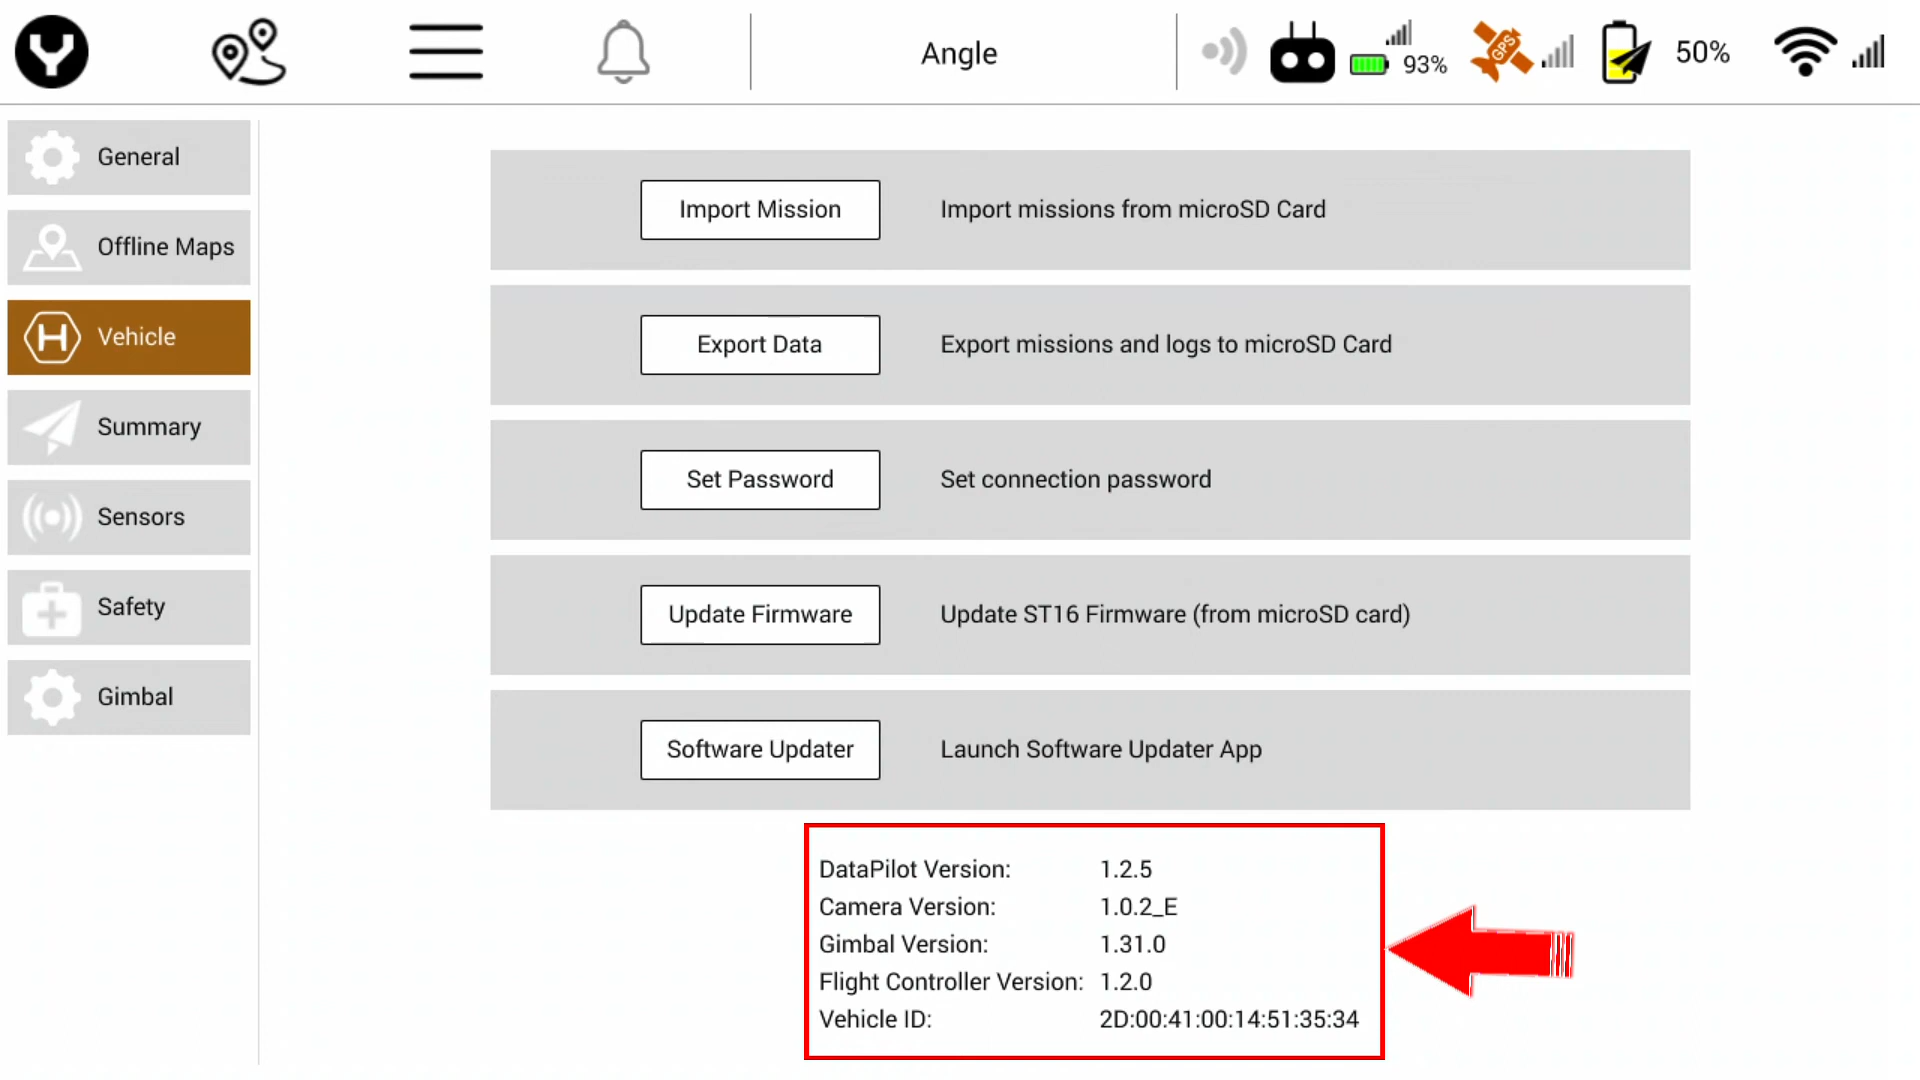 Angle
93%
GPS
50%
General
Offline Maps
Vehicle
Summary
Sensors
Safety
Gimbal
Import Mission
Import missions from microSD Card
Export Data
Export missions and logs to microSD Card
Set Password
Set connection password
Update Firmware
Update ST16 Firmware (from microSD card)
Software Updater
Launch Software Updater App
DataPilot Version: 1.2.5
Camera Version: 1.0.2_E
Gimbal Version: 1.31.0
Flight Controller Version: 1.2.0
Vehicle ID: 2D:00:41:00:14:51:35:34